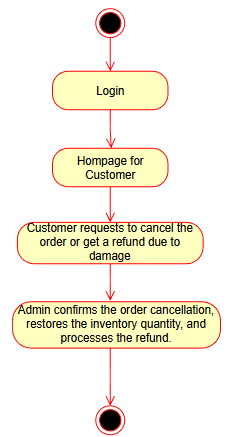 Login
Hompage for
Customer
Customer requests to cancel the
order or get a refund due to
damage
Admin confirms the order cancellation,
restores the inventory quantity, and
processes the refund.